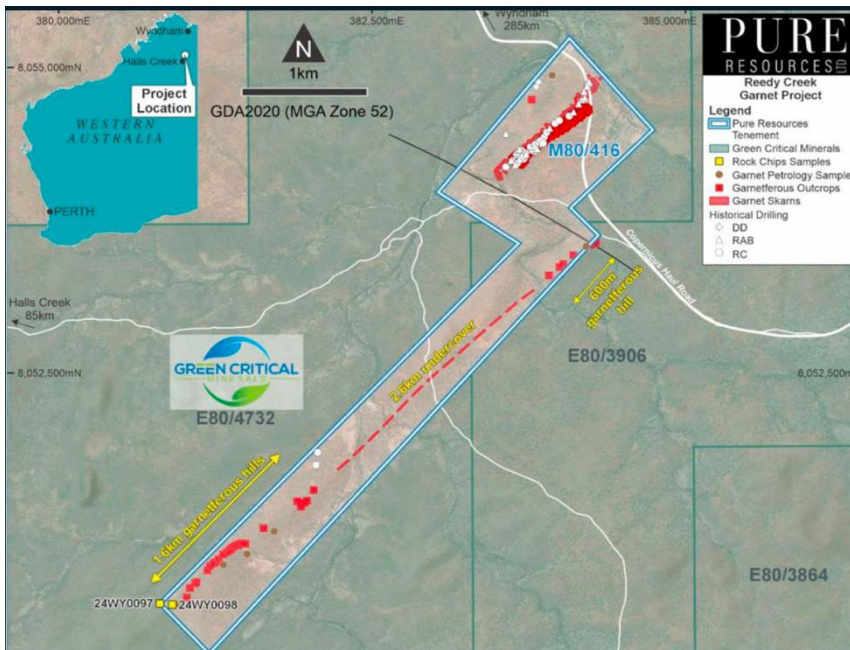 380,000mE
382,500mE
385,000mE
Wyndham
285km
8,055,000mN
Wyndham
Halls Creek
Project
Location
WESTERN
AUSTRALIA
PERTH
N
1km
GDA2020 (MGA Zone 52)
PURE
RESOURCES LTD
Reedy Creek
Garnet Project
Legend
Pure Resources
Tenement
Green Critical Minerals
Rock Chips Samples
Garnet Petrology Sample
Garnetferous Outcrops
Garnet Skarns
Historical Drilling
DD
RAB
RC
M80/416
Copernicus Haul Road
600m
garnetferous
hill
Halls Creek
85km
E80/3906
8,052,500mN
8,052,500mN
GREEN CRITICAL
MINERALS
E80/4732
2.6km undercover
1.6km garnetferous hills
E80/3864
24WY0097
24WY0098